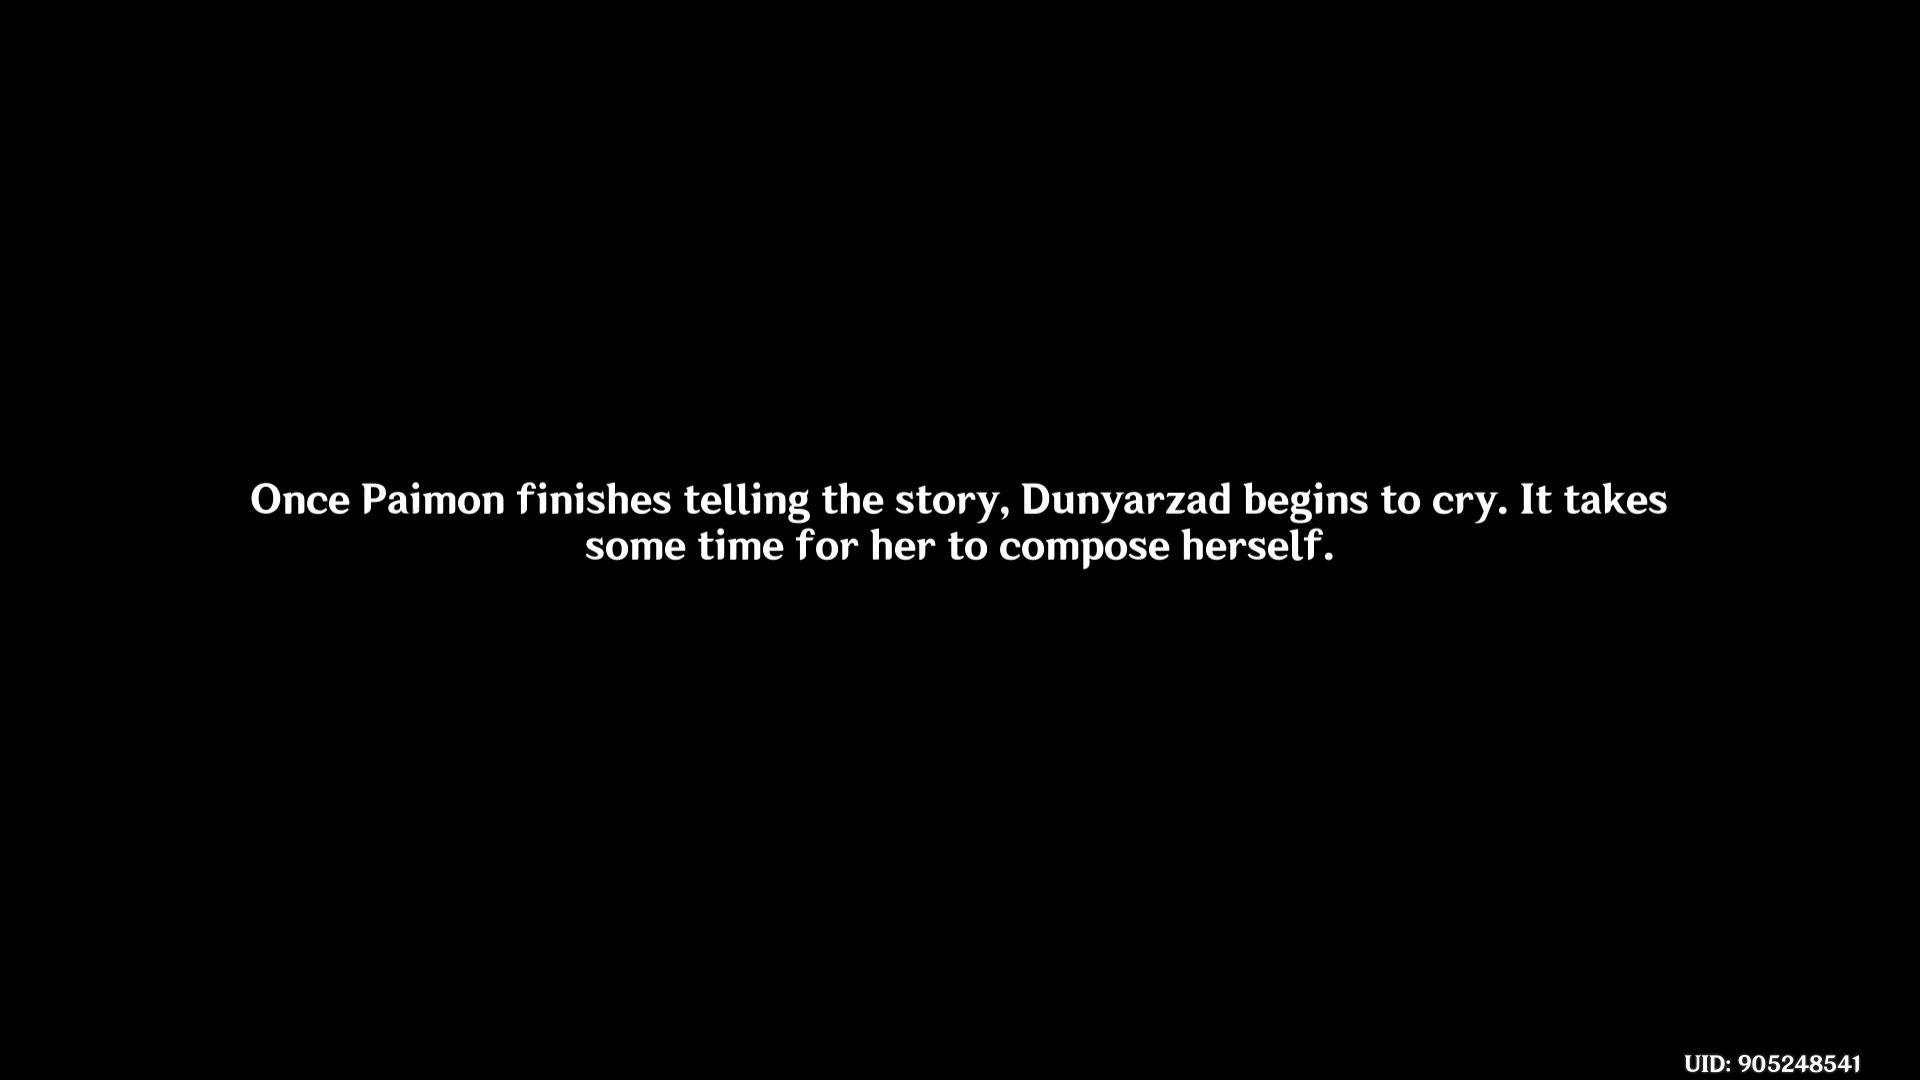 Once Paimon finishes telling the story, Dunyarzad begins to cry. It takes
some time for her to compose herself.
UID: 905248541